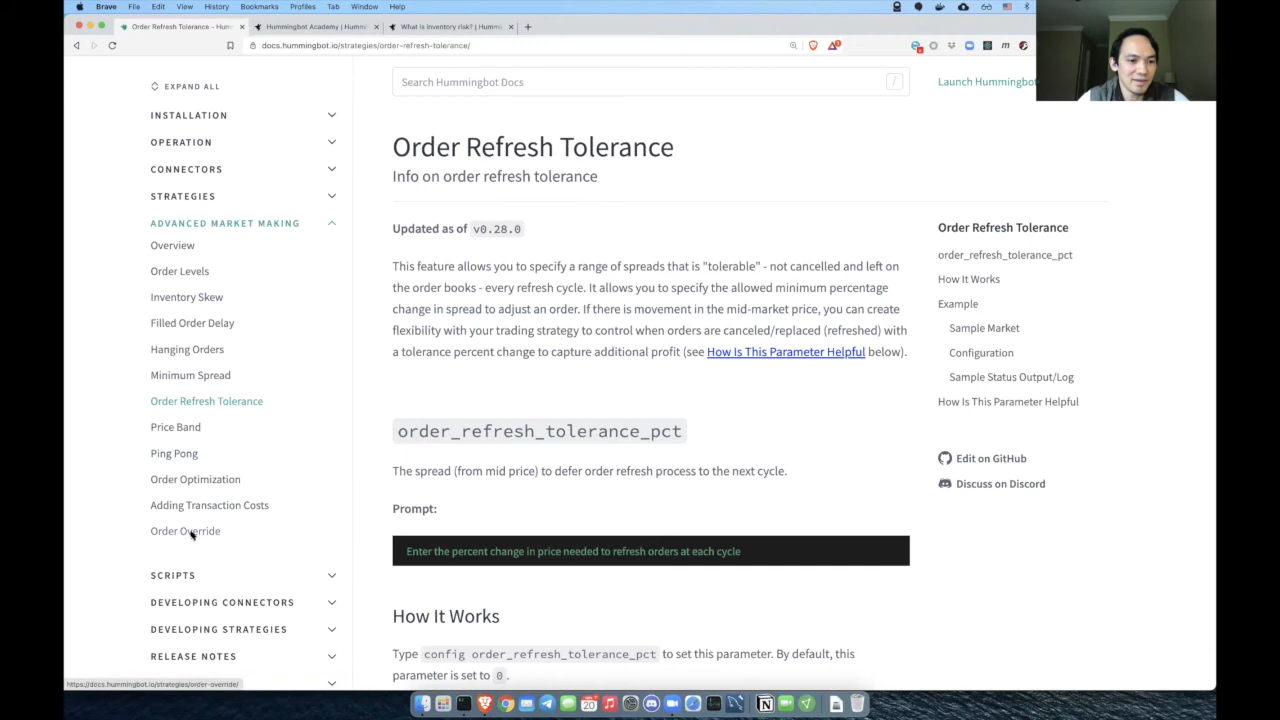 Brave File Edit View History Bookmarks Profiles Tab Window Help
Order Refresh Tolerance - Humm
Hummingbot Academy | Hummi
What is inventory risk? | Hummi
docs.hummingbot.io/strategies/order-refresh-tolerance/
EXPAND ALL
INSTALLATION
OPERATION
CONNECTORS
STRATEGIES
ADVANCED MARKET MAKING
Overview
Order Levels
Inventory Skew
Filled Order Delay
Hanging Orders
Minimum Spread
Order Refresh Tolerance
Price Band
Ping Pong
Order Optimization
Adding Transaction Costs
Order Override
SCRIPTS
DEVELOPING CONNECTORS
DEVELOPING STRATEGIES
RELEASE NOTES
https://docs.hummingbot.io/strategies/order-override/
Search Hummingbot Docs /
Launch Hummingbot
Order Refresh Tolerance
Info on order refresh tolerance
Updated as of v0.28.0
This feature allows you to specify a range of spreads that is "tolerable" - not cancelled and left on
the order books - every refresh cycle. It allows you to specify the allowed minimum percentage
change in spread to adjust an order. If there is movement in the mid-market price, you can create
flexibility with your trading strategy to control when orders are canceled/replaced (refreshed) with
a tolerance percent change to capture additional profit (see How Is This Parameter Helpful below).
order_refresh_tolerance_pct
The spread (from mid price) to defer order refresh process to the next cycle.
Prompt:
Enter the percent change in price needed to refresh orders at each cycle
How It Works
Type config order_refresh_tolerance_pct to set this parameter. By default, this
parameter is set to 0 .
Order Refresh Tolerance
order_refresh_tolerance_pct
How It Works
Example
Sample Market
Configuration
Sample Status Output/Log
How Is This Parameter Helpful
Edit on GitHub
Discuss on Discord